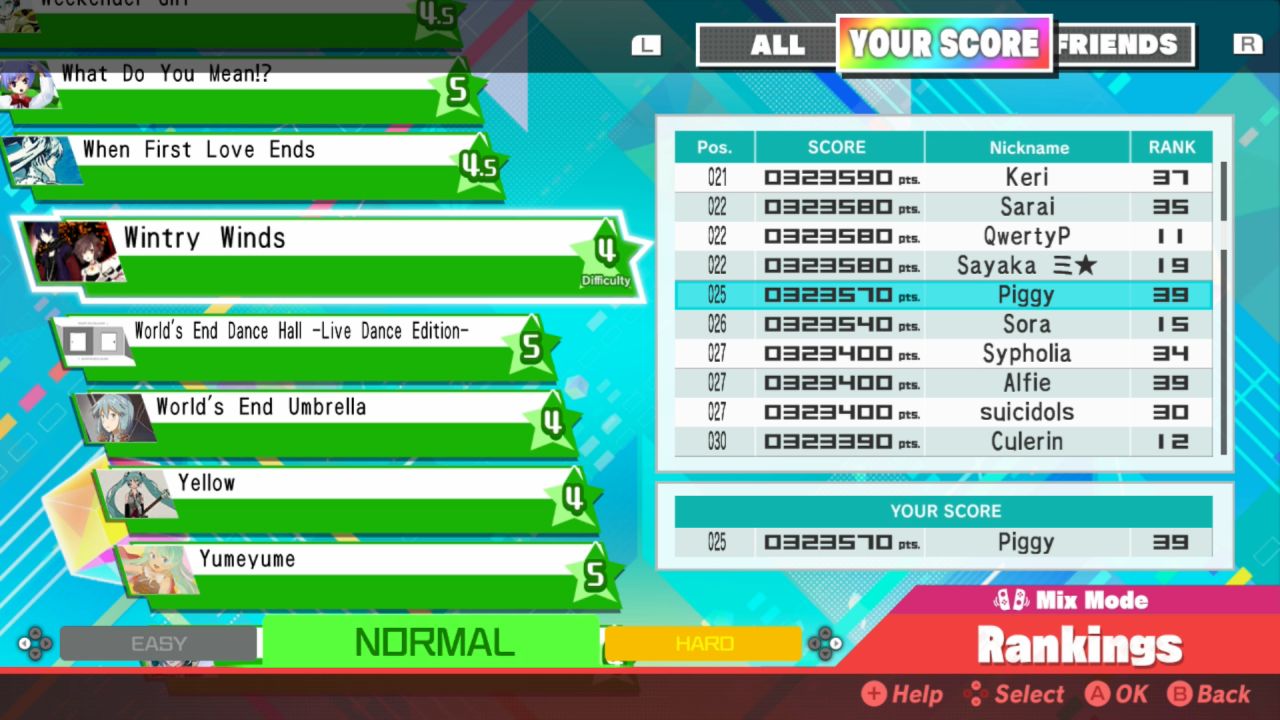 Weekender Girl
4.5
L
ALL
YOUR SCORE
FRIENDS
R
What Do You Mean!?
5
When First Love Ends
4.5
Wintry Winds
4
Difficulty
World's End Dance Hall -Live Dance Edition-
5
World's End Umbrella
4
Yellow
4
Yumeyume
5
Pos. SCORE Nickname RANK
021 0323590 pts. Keri 37
022 0323580 pts. Sarai 35
022 0323580 pts. QwertyP 11
022 0323580 pts. Sayaka 三★ 19
025 0323570 pts. Piggy 39
026 0323540 pts. Sora 15
027 0323400 pts. Sypholia 34
027 0323400 pts. Alfie 39
027 0323400 pts. suicidols 30
030 0323390 pts. Culerin 12
YOUR SCORE
025 0323570 pts. Piggy 39
EASY
NORMAL
HARD
Mix Mode
Rankings
+ Help Select A OK B Back